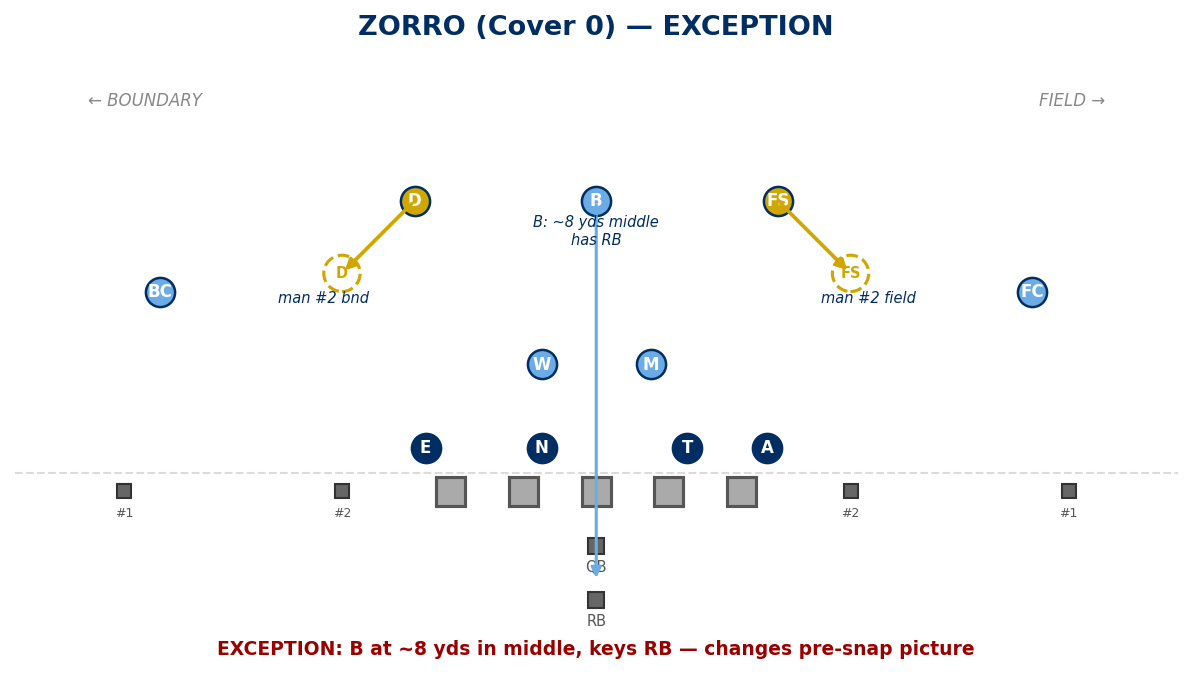 ZORRO (Cover 0) — EXCEPTION
← BOUNDARY
FIELD →
D
B
FS
B: ~8 yds middle
has RB
D
FS
BC
man #2 bnd
man #2 field
FC
W
M
E
N
T
A
#1
#2
#2
#1
QB
RB
EXCEPTION: B at ~8 yds in middle, keys RB — changes pre-snap picture